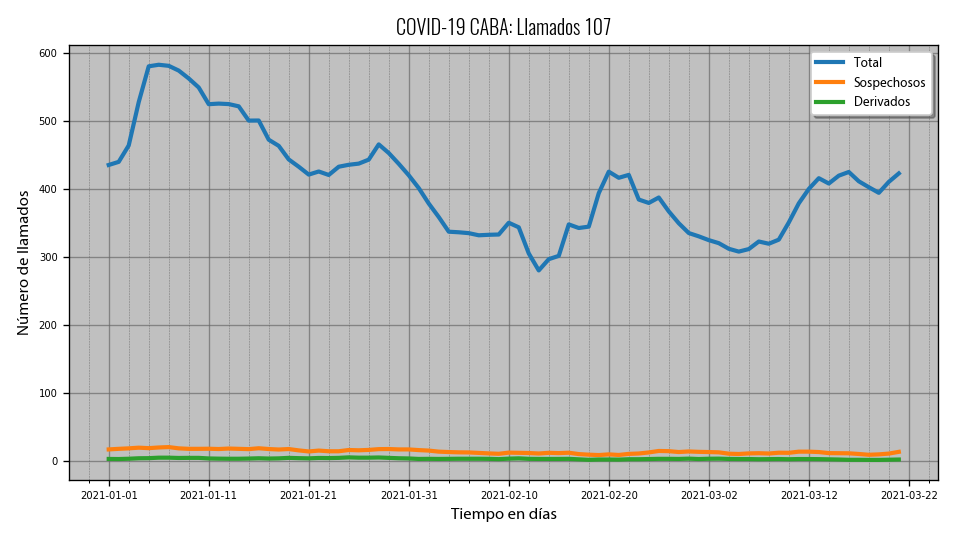 COVID-19 CABA: Llamados 107
Total
Sospechosos
Derivados
Número de llamados
600
500
400
300
200
100
0
2021-01-01 2021-01-11 2021-01-21 2021-01-31 2021-02-10 2021-02-20 2021-03-02 2021-03-12 2021-03-22
Tiempo en días